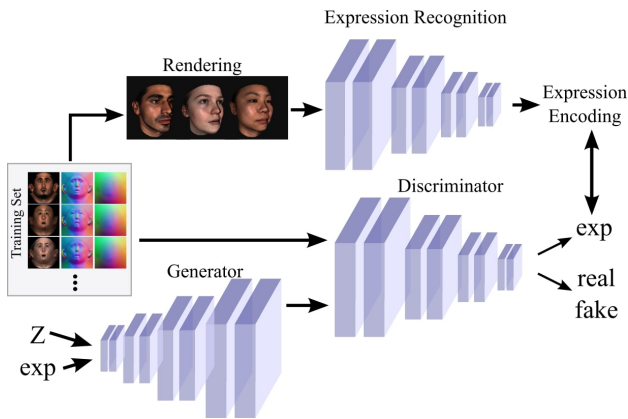 Expression Recognition
Rendering
Expression
Encoding
Training Set
Discriminator
exp
Generator
real
fake
Z
exp